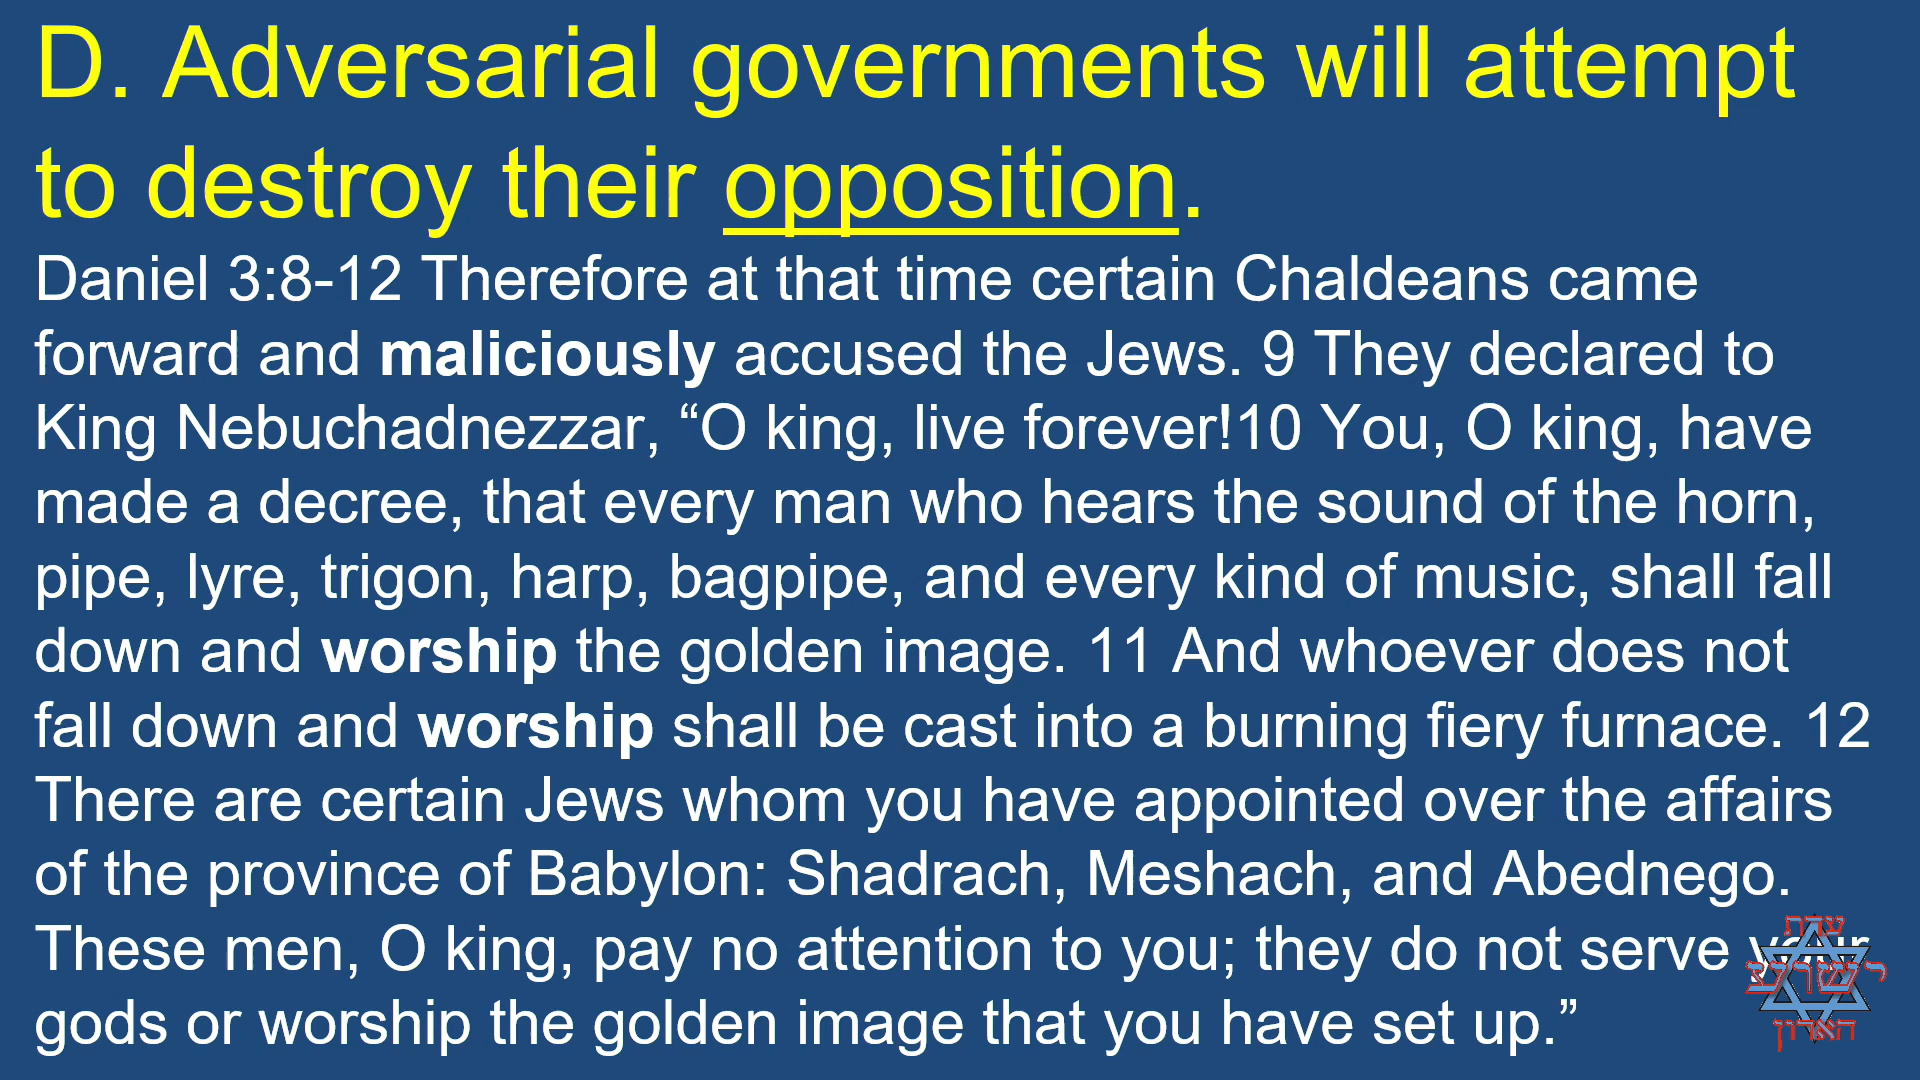 D. Adversarial governments will attempt
to destroy their opposition.
Daniel 3:8-12 Therefore at that time certain Chaldeans came
forward and maliciously accused the Jews. 9 They declared to
King Nebuchadnezzar, “O king, live forever!10 You, O king, have
made a decree, that every man who hears the sound of the horn,
pipe, lyre, trigon, harp, bagpipe, and every kind of music, shall fall
down and worship the golden image. 11 And whoever does not
fall down and worship shall be cast into a burning fiery furnace. 12
There are certain Jews whom you have appointed over the affairs
of the province of Babylon: Shadrach, Meshach, and Abednego.
These men, O king, pay no attention to you; they do not serve your
gods or worship the golden image that you have set up.”
עדת
האדון